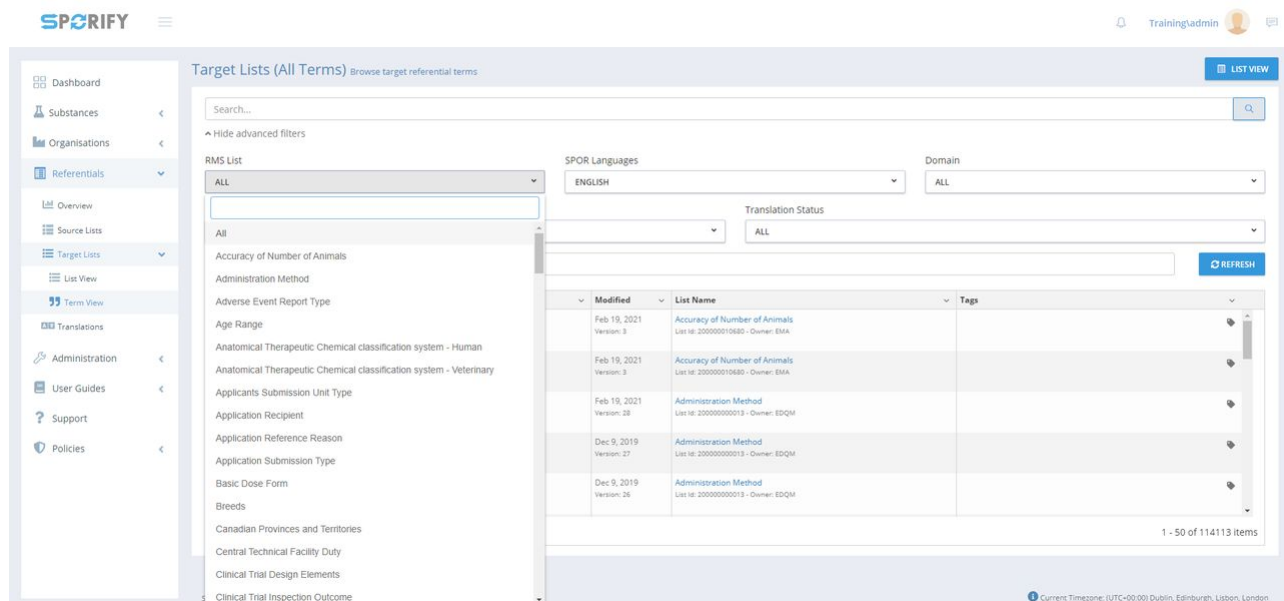 SPORIFY
Training\admin
Dashboard
Substances
Organisations
Referentials
Overview
Source Lists
Target Lists
List View
Term View
Translations
Administration
User Guides
Support
Policies
Target Lists (All Terms) Browse target referential terms
LIST VIEW
Search...
Hide advanced filters
RMS List
SPOR Languages
Domain
ALL
ENGLISH
ALL
Translation Status
ALL
REFRESH
All
Accuracy of Number of Animals
Administration Method
Adverse Event Report Type
Age Range
Anatomical Therapeutic Chemical classification system - Human
Anatomical Therapeutic Chemical classification system - Veterinary
Applicants Submission Unit Type
Application Recipient
Application Reference Reason
Application Submission Type
Basic Dose Form
Breeds
Canadian Provinces and Territories
Central Technical Facility Duty
Clinical Trial Design Elements
Clinical Trial Inspection Outcome
Modified List Name Tags
Feb 19, 2021 Accuracy of Number of Animals
Version: 3 List Id: 200000010680 - Owner: EMA
Feb 19, 2021 Accuracy of Number of Animals
Version: 3 List Id: 200000010680 - Owner: EMA
Feb 19, 2021 Administration Method
Version: 28 List Id: 200000000013 - Owner: EDQM
Dec 9, 2019 Administration Method
Version: 27 List Id: 200000000013 - Owner: EDQM
Dec 9, 2019 Administration Method
Version: 26 List Id: 200000000013 - Owner: EDQM
1 - 50 of 114113 items
Current Timezone: (UTC+00:00) Dublin, Edinburgh, Lisbon, London